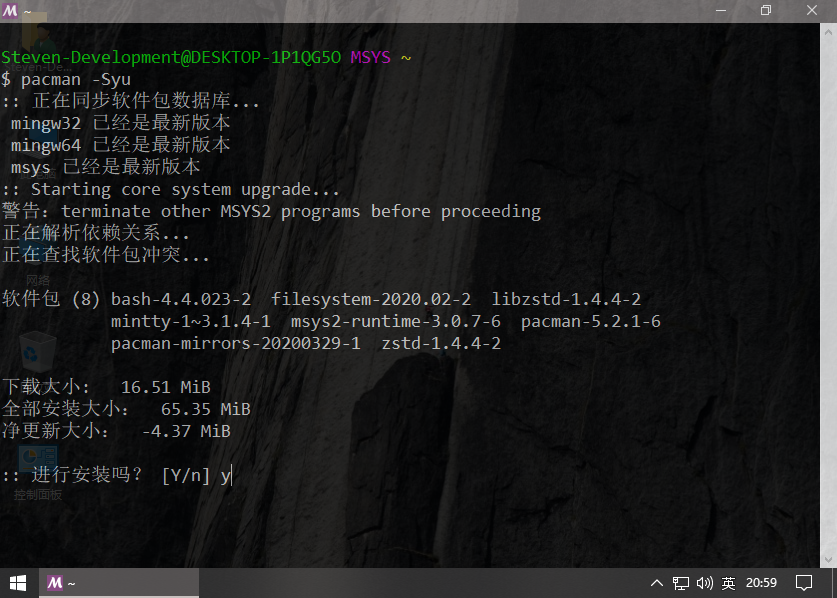 ~
Steven-Development@DESKTOP-1P1QG5O MSYS ~
$ pacman -Syu
:: 正在同步软件包数据库...
mingw32 已经是最新版本
mingw64 已经是最新版本
msys 已经是最新版本
:: Starting core system upgrade...
警告：terminate other MSYS2 programs before proceeding
正在解析依赖关系...
正在查找软件包冲突...
网络
软件包 (8) bash-4.4.023-2  filesystem-2020.02-2  libzstd-1.4.4-2
mintty-1~3.1.4-1  msys2-runtime-3.0.7-6  pacman-5.2.1-6
pacman-mirrors-20200329-1  zstd-1.4.4-2
下载大小：   16.51 MiB
全部安装大小：   65.35 MiB
净更新大小：   -4.37 MiB
:: 进行安装吗？ [Y/n] y
控制面板
~
英
20:59